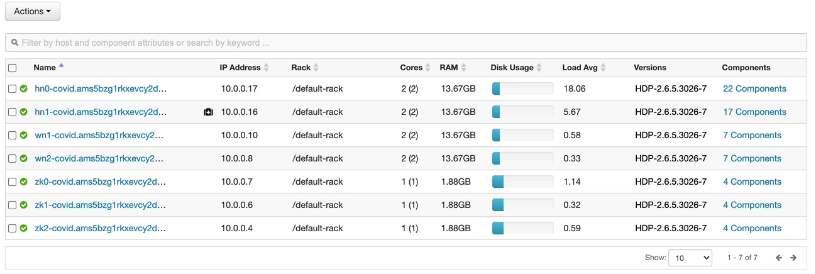 Actions
Filter by host and component attributes or search by keyword ...
Name IP Address Rack Cores RAM Disk Usage Load Avg Versions Components
hn0-covid.ams5bzg1rkxevcy2d... 10.0.0.17 /default-rack 2 (2) 13.67GB 18.06 HDP-2.6.5.3026-7 22 Components
hn1-covid.ams5bzg1rkxevcy2d... 10.0.0.16 /default-rack 2 (2) 13.67GB 5.67 HDP-2.6.5.3026-7 17 Components
wn1-covid.ams5bzg1rkxevcy2... 10.0.0.10 /default-rack 2 (2) 13.67GB 0.58 HDP-2.6.5.3026-7 7 Components
wn2-covid.ams5bzg1rkxevcy2... 10.0.0.8 /default-rack 2 (2) 13.67GB 0.33 HDP-2.6.5.3026-7 7 Components
zk0-covid.ams5bzg1rkxevcy2d... 10.0.0.7 /default-rack 1 (1) 1.88GB 1.14 HDP-2.6.5.3026-7 4 Components
zk1-covid.ams5bzg1rkxevcy2d... 10.0.0.6 /default-rack 1 (1) 1.88GB 0.32 HDP-2.6.5.3026-7 4 Components
zk2-covid.ams5bzg1rkxevcy2d... 10.0.0.4 /default-rack 1 (1) 1.88GB 0.59 HDP-2.6.5.3026-7 4 Components
Show: 10 1 - 7 of 7